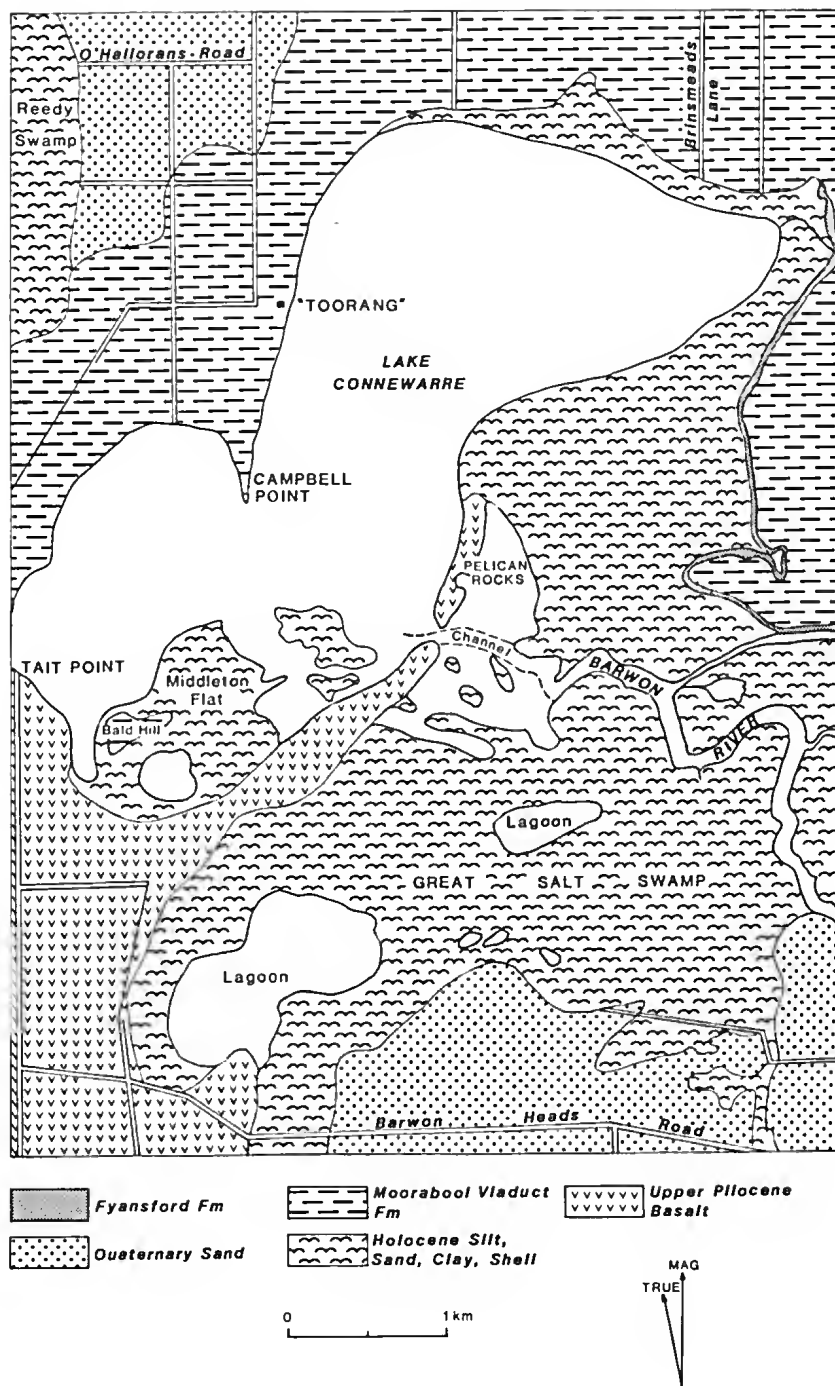 O'Hallorans Road
Reedy
Swamp
Brinsmeads
Lane
"TOORANG"
LAKE
CONNEWARRE
CAMPBELL
POINT
PELICAN
ROCKS
Channel
TAIT POINT
Middleton
Flat
Bald Hill
BARWON
RIVER
Lagoon
GREAT SALT SWAMP
Lagoon
Barwon Heads Road
Fyansford Fm
Moorabool Viaduct
Fm
Upper Pliocene
Basalt
Quaternary Sand
Holocene Silt,
Sand, Clay, Shell
MAG
TRUE
0 1 km